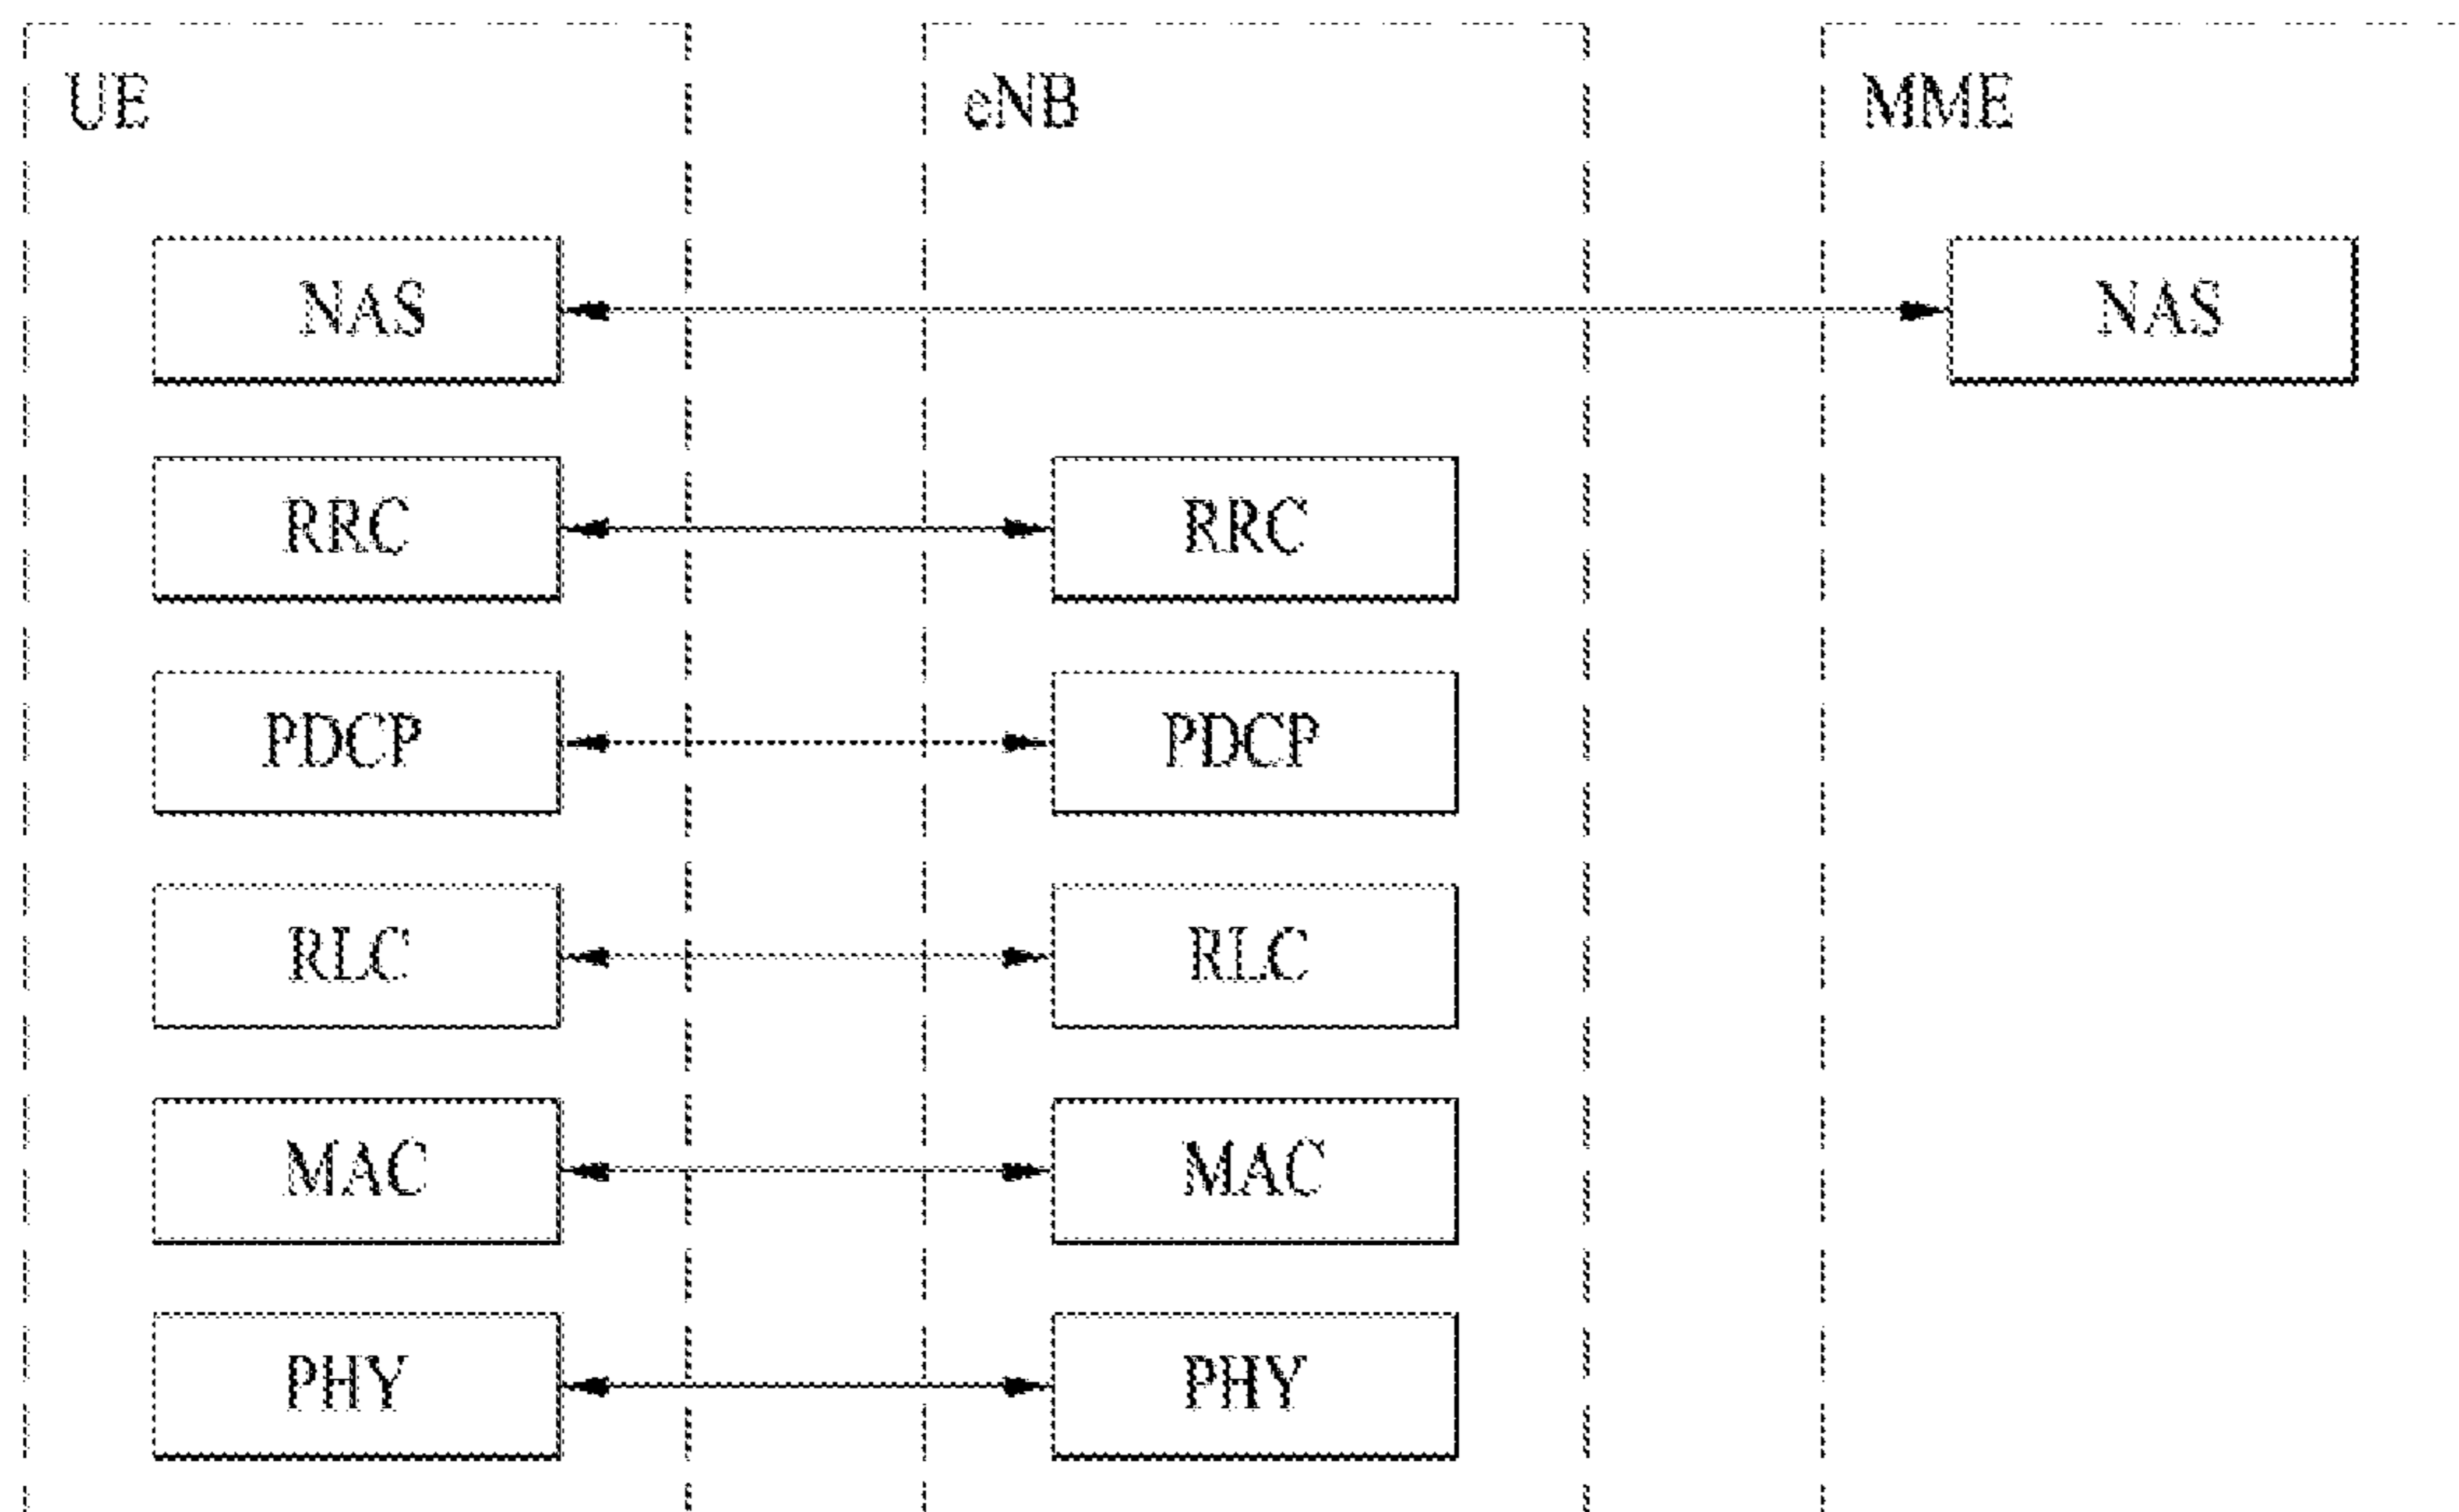 UE eNB MME
NAS NAS
RRC RRC
PDCP PDCP
RLC RLC
MAC MAC
PHY PHY